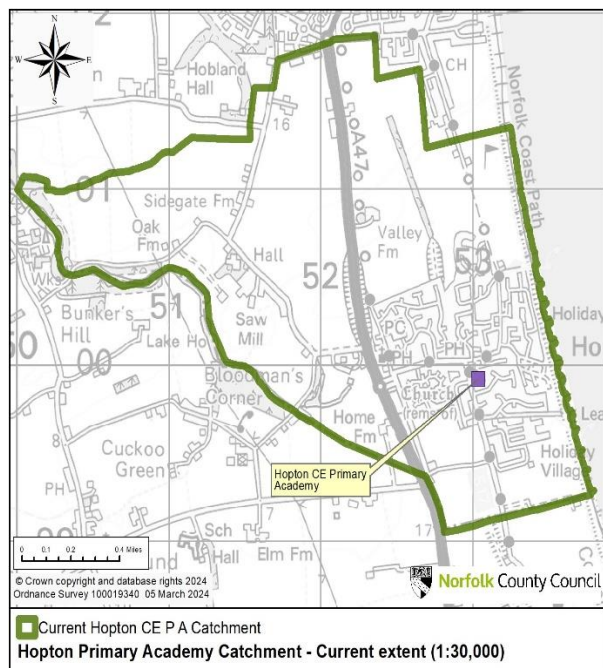 N
W E
S
Hobland
Hall
16
CH
A47
Norfolk Coast Path
01
Sidegate Fm
Oak
Fm
Hall
Valley
Fm
52
53
Wks
51
Bunker's
Hill
Saw
Mill
PC
Holiday
50
00
Lake Ho
PH
PH
Ho
Bloodman's
Corner
Church
(rems of)
Lea
8
Cuckoo
Green
Home
Fm
Holiday
Village
Hopton CE Primary
Academy
PH
17
Sch
Hall
Elm Fm
7
0 0.1 0.2 0.4 Miles
© Crown copyright and database rights 2024
Ordnance Survey 100019340 05 March 2024
Norfolk County Council
Current Hopton CE P A Catchment
Hopton Primary Academy Catchment - Current extent (1:30,000)